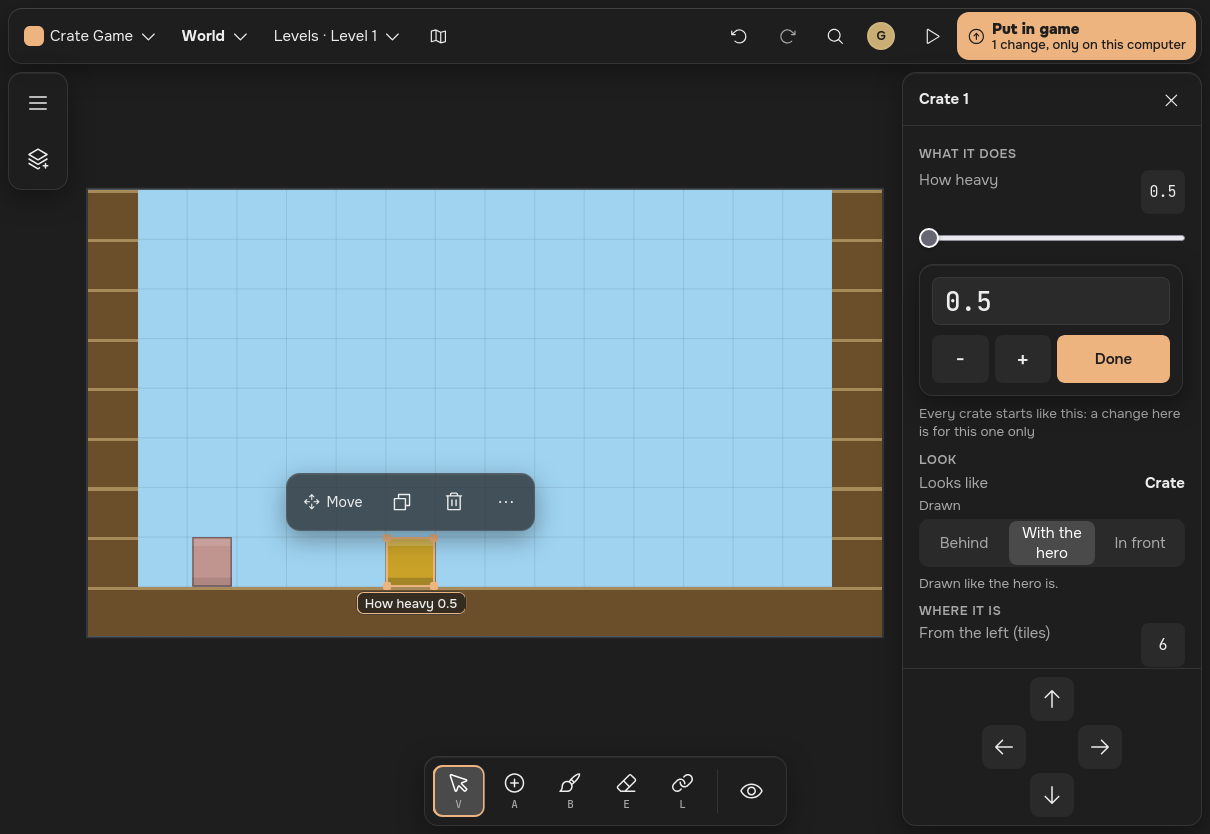 Crate Game
World
Levels · Level 1
G
Put in game
1 change, only on this computer
Crate 1
WHAT IT DOES
How heavy
0.5
0.5
-
+
Done
Every crate starts like this: a change here
is for this one only
LOOK
Looks like
Crate
Drawn
Behind
With the
hero
In front
Drawn like the hero is.
WHERE IT IS
From the left (tiles)
6
Move
How heavy 0.5
V
A
B
E
L